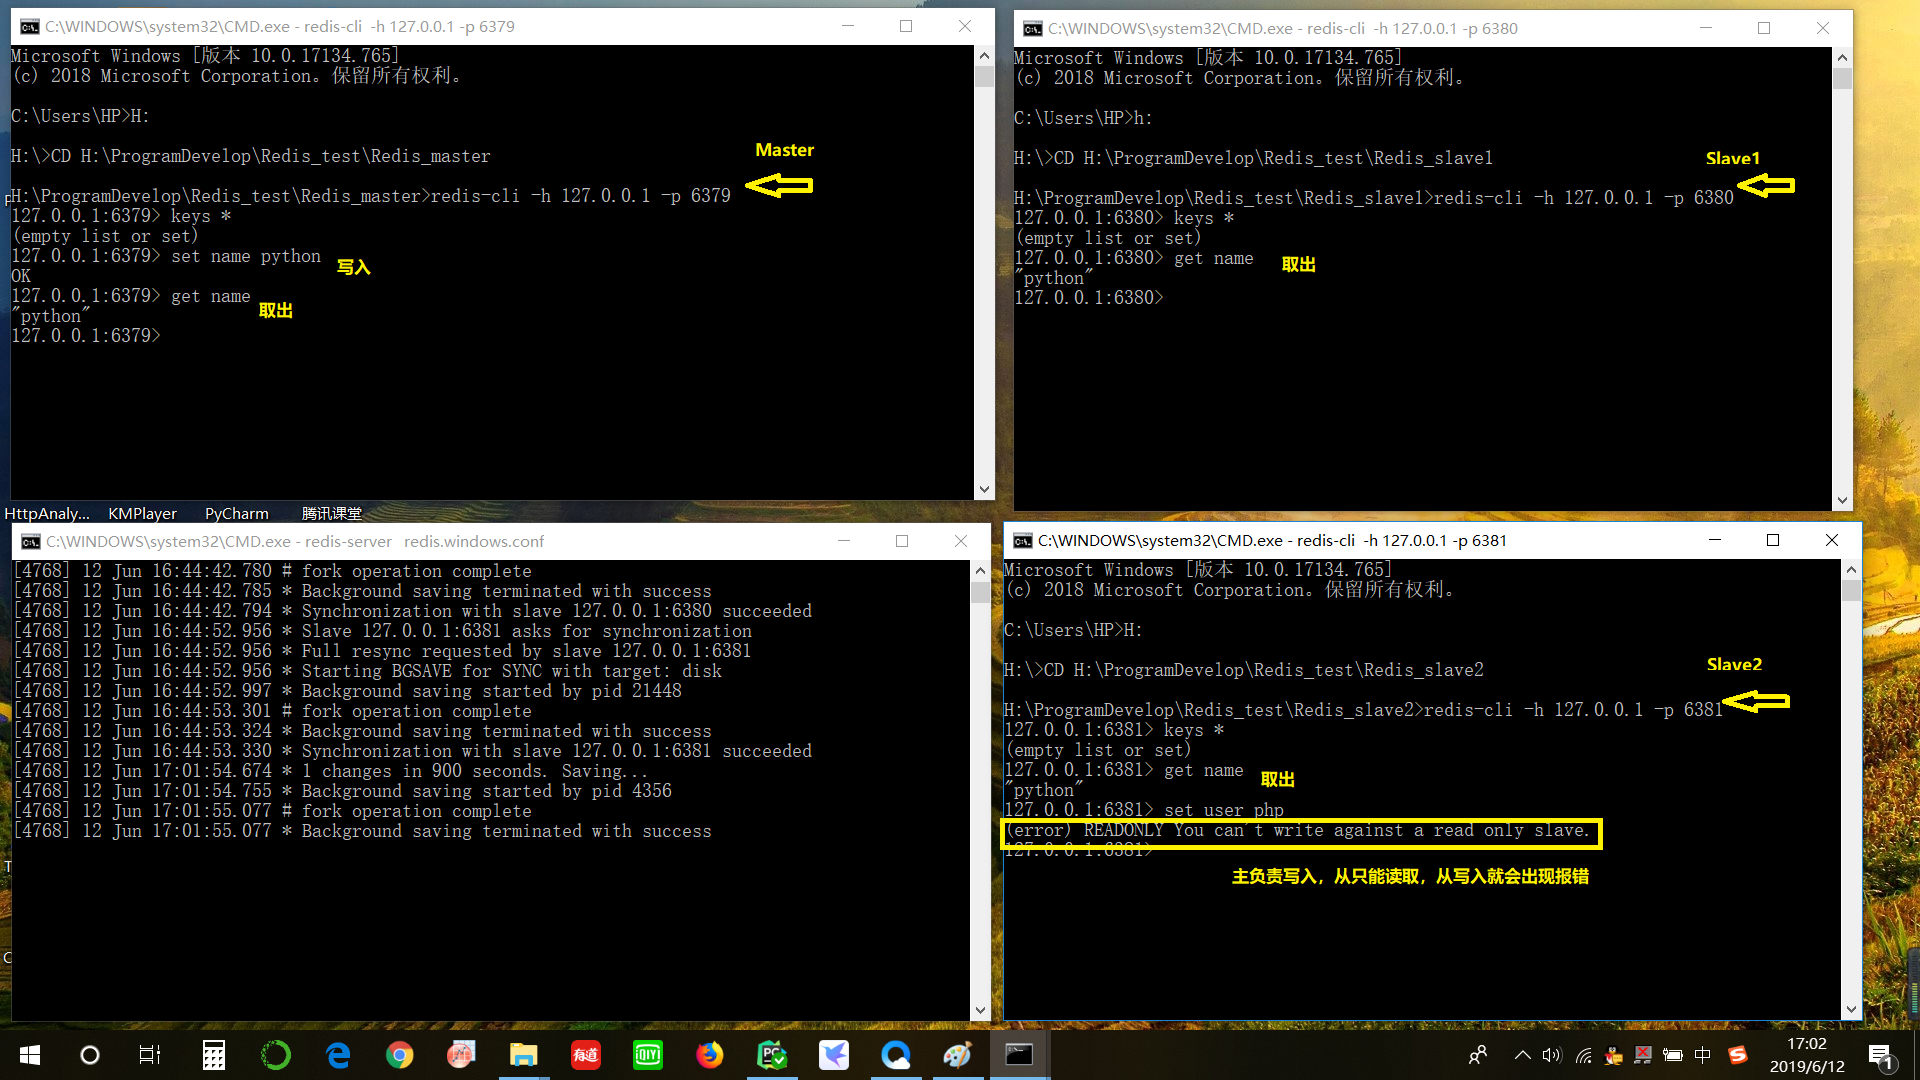 C:\WINDOWS\system32\CMD.exe - redis-cli  -h 127.0.0.1 -p 6379
Microsoft Windows [版本 10.0.17134.765]
(c) 2018 Microsoft Corporation。保留所有权利。
C:\Users\HP>H:
H:\>CD H:\ProgramDevelop\Redis_test\Redis_master
Master
H:\ProgramDevelop\Redis_test\Redis_master>redis-cli -h 127.0.0.1 -p 6379
127.0.0.1:6379> keys *
(empty list or set)
127.0.0.1:6379> set name python
写入
OK
127.0.0.1:6379> get name
取出
"python"
127.0.0.1:6379>
C:\WINDOWS\system32\CMD.exe - redis-cli  -h 127.0.0.1 -p 6380
Microsoft Windows [版本 10.0.17134.765]
(c) 2018 Microsoft Corporation。保留所有权利。
C:\Users\HP>h:
H:\>CD H:\ProgramDevelop\Redis_test\Redis_slave1
Slave1
H:\ProgramDevelop\Redis_test\Redis_slave1>redis-cli -h 127.0.0.1 -p 6380
127.0.0.1:6380> keys *
(empty list or set)
127.0.0.1:6380> get name
取出
"python"
127.0.0.1:6380>
HttpAnaly... KMPlayer PyCharm 腾讯课堂
C:\WINDOWS\system32\CMD.exe - redis-server  redis.windows.conf
[4768] 12 Jun 16:44:42.780 # fork operation complete
[4768] 12 Jun 16:44:42.785 * Background saving terminated with success
[4768] 12 Jun 16:44:42.794 * Synchronization with slave 127.0.0.1:6380 succeeded
[4768] 12 Jun 16:44:52.956 * Slave 127.0.0.1:6381 asks for synchronization
[4768] 12 Jun 16:44:52.956 * Full resync requested by slave 127.0.0.1:6381
[4768] 12 Jun 16:44:52.956 * Starting BGSAVE for SYNC with target: disk
[4768] 12 Jun 16:44:52.997 * Background saving started by pid 21448
[4768] 12 Jun 16:44:53.301 # fork operation complete
[4768] 12 Jun 16:44:53.324 * Background saving terminated with success
[4768] 12 Jun 16:44:53.330 * Synchronization with slave 127.0.0.1:6381 succeeded
[4768] 12 Jun 17:01:54.674 * 1 changes in 900 seconds. Saving...
[4768] 12 Jun 17:01:54.755 * Background saving started by pid 4356
[4768] 12 Jun 17:01:55.077 # fork operation complete
[4768] 12 Jun 17:01:55.077 * Background saving terminated with success
C:\WINDOWS\system32\CMD.exe - redis-cli  -h 127.0.0.1 -p 6381
Microsoft Windows [版本 10.0.17134.765]
(c) 2018 Microsoft Corporation。保留所有权利。
C:\Users\HP>H:
H:\>CD H:\ProgramDevelop\Redis_test\Redis_slave2
Slave2
H:\ProgramDevelop\Redis_test\Redis_slave2>redis-cli -h 127.0.0.1 -p 6381
127.0.0.1:6381> keys *
(empty list or set)
127.0.0.1:6381> get name
取出
"python"
127.0.0.1:6381> set user php
(error) READONLY You can't write against a read only slave.
127.0.0.1:6381>
主负责写入，从只能读取，从写入就会出现报错
有道
QIY
PC
中
17:02
2019/6/12
1